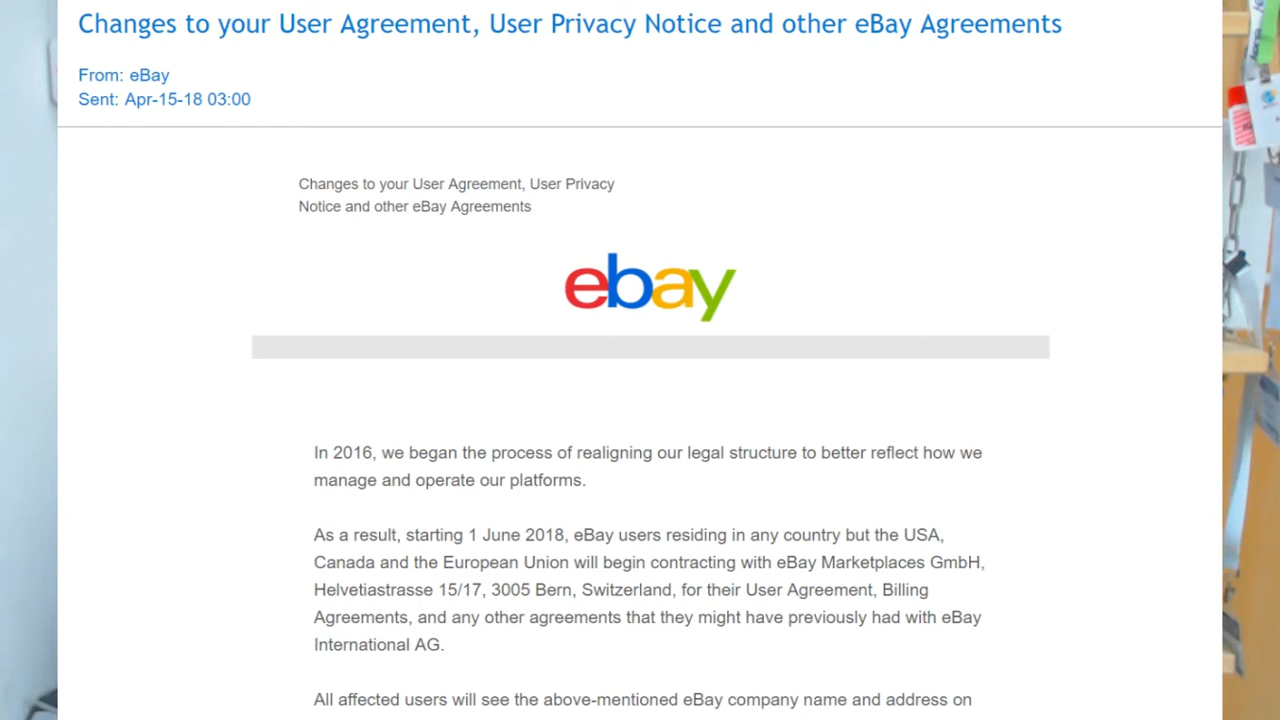 Changes to your User Agreement, User Privacy Notice and other eBay Agreements
From: eBay
Sent: Apr-15-18 03:00
Changes to your User Agreement, User Privacy
Notice and other eBay Agreements
ebay
In 2016, we began the process of realigning our legal structure to better reflect how we
manage and operate our platforms.
As a result, starting 1 June 2018, eBay users residing in any country but the USA,
Canada and the European Union will begin contracting with eBay Marketplaces GmbH,
Helvetiastrasse 15/17, 3005 Bern, Switzerland, for their User Agreement, Billing
Agreements, and any other agreements that they might have previously had with eBay
International AG.
All affected users will see the above-mentioned eBay company name and address on